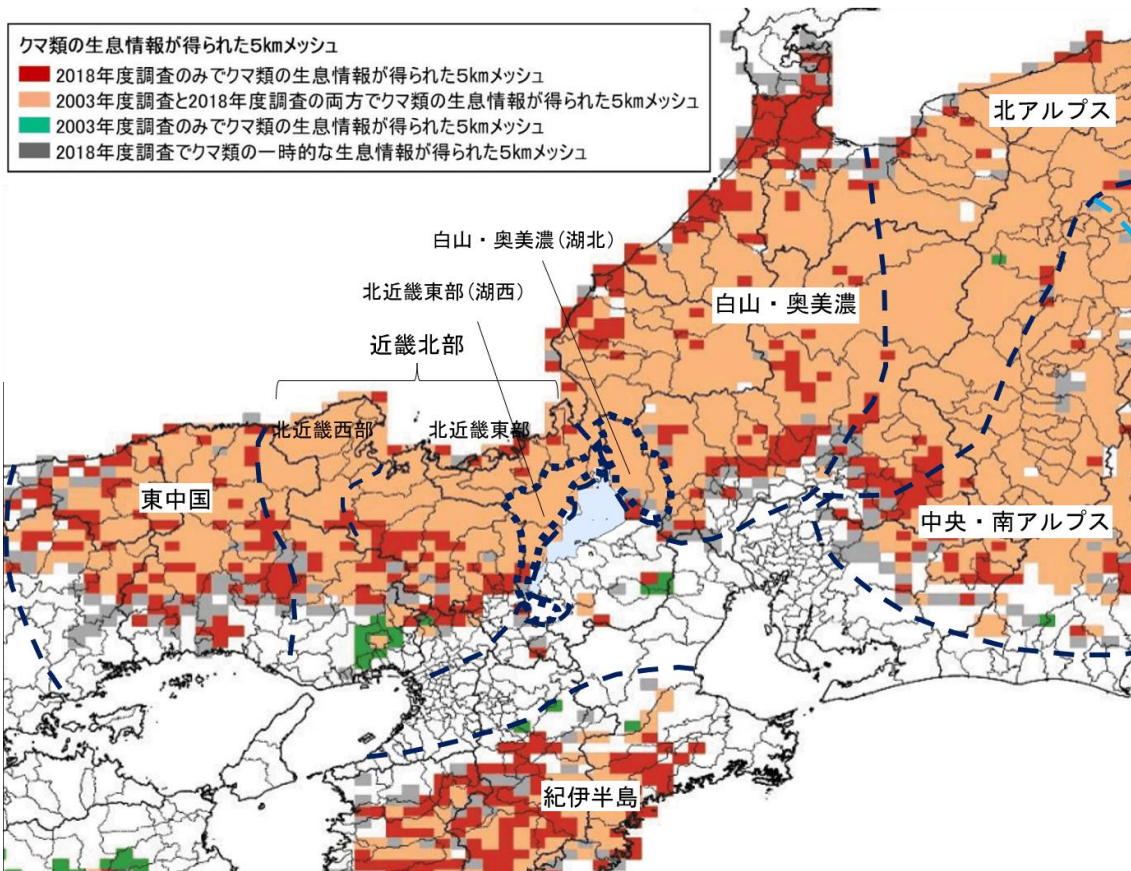 クマ類の生息情報が得られた5kmメッシュ
2018年度調査のみでクマ類の生息情報が得られた5kmメッシュ
2003年度調査と2018年度調査の両方でクマ類の生息情報が得られた5kmメッシュ
2003年度調査のみでクマ類の生息情報が得られた5kmメッシュ
2018年度調査でクマ類の一時的な生息情報が得られた5kmメッシュ
北アルプス
白山・奥美濃(湖北)
北近畿東部(湖西)
白山・奥美濃
近畿北部
北近畿西部
北近畿東部
東中国
中央・南アルプス
紀伊半島